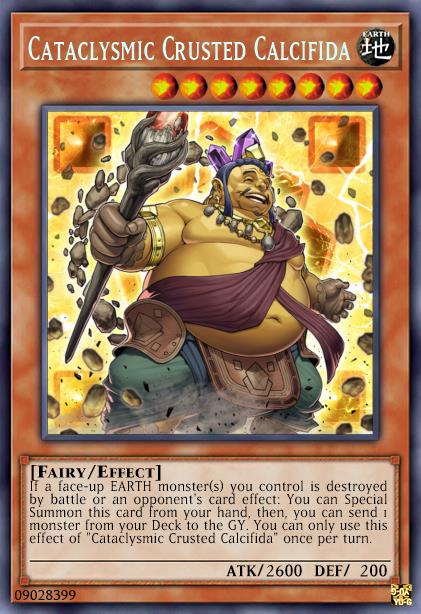 CATACLYSMIC CRUSTED CALCIFIDA
EARTH
地
[FAIRY/EFFECT]
If a face-up EARTH monster(s) you control is destroyed
by battle or an opponent's card effect: You can Special
Summon this card from your hand, then, you can send 1
monster from your Deck to the GY. You can only use this
effect of "Cataclysmic Crusted Calcifida" once per turn.
ATK/2600 DEF/ 200
09028399